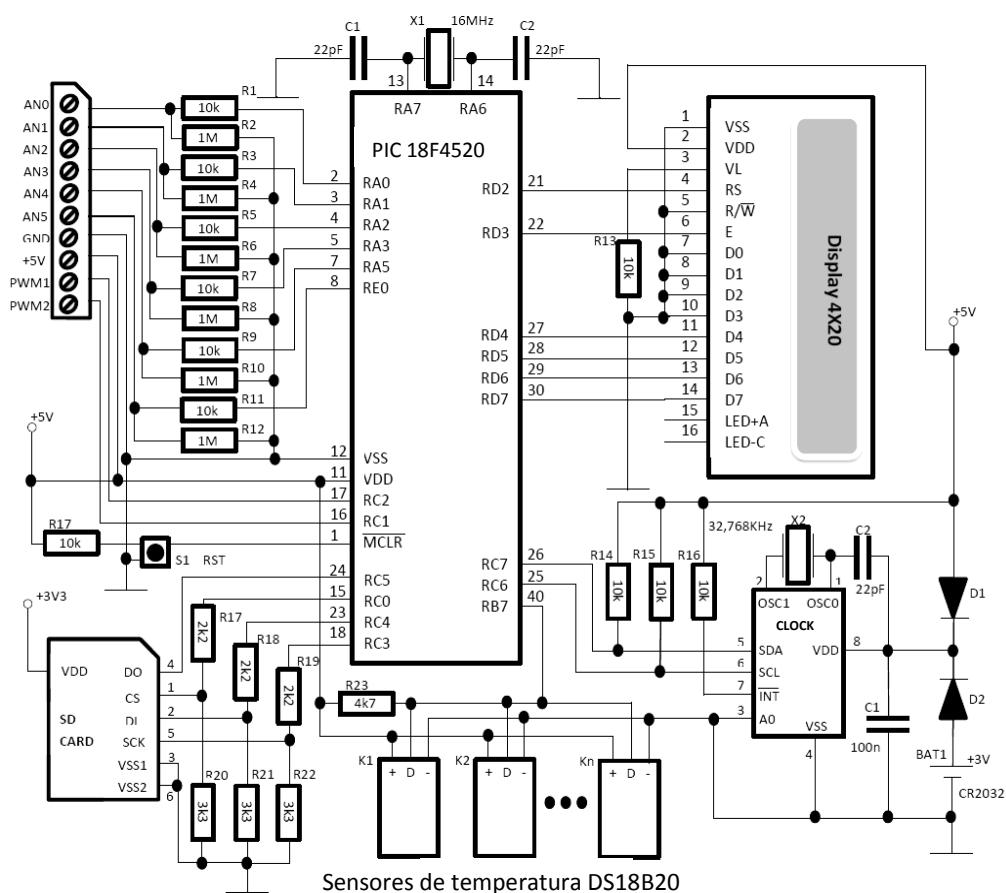 C1
X1
16MHz
C2
22pF
22pF
13
14
RA7
RA6
PIC 18F4520
AN0
AN1
AN2
AN3
AN4
AN5
GND
+5V
PWM1
PWM2
R1
10k
R2
1M
R3
10k
R4
1M
R5
10k
R6
1M
R7
10k
R8
1M
R9
10k
R10
1M
R11
10k
R12
1M
2
RA0
3
RA1
4
RA2
5
RA3
7
RA5
8
RE0
12
VSS
11
VDD
17
RC2
16
RC1
1
MCLR
24
RC5
15
RC0
23
RC4
18
RC3
RD2
21
RD3
22
RD4
27
RD5
28
RD6
29
RD7
30
RC7
26
RC6
25
RB7
40
R13
10k
1
VSS
2
VDD
3
VL
4
RS
5
R/W
6
E
7
D0
8
D1
9
D2
10
D3
11
D4
12
D5
13
D6
14
D7
15
LED+A
16
LED-C
Display 4X20
+5V
+5V
R17
10k
S1
RST
+3V3
VDD
SD
CARD
DO
4
CS
1
DI
2
SCK
5
VSS1
3
VSS2
6
R17
2k2
R18
2k2
R19
2k2
R20
3k3
R21
3k3
R22
3k3
R23
4k7
K1
+ D -
K2
+ D -
Kn
+ D -
R14
10k
R15
10k
R16
10k
32,768KHz
X2
C2
22pF
2
1
OSC1
OSC0
CLOCK
5
SDA
6
SCL
7
INT
3
A0
VDD
8
VSS
4
C1
100n
D1
D2
BAT1
+3V
CR2032
Sensores de temperatura DS18B20